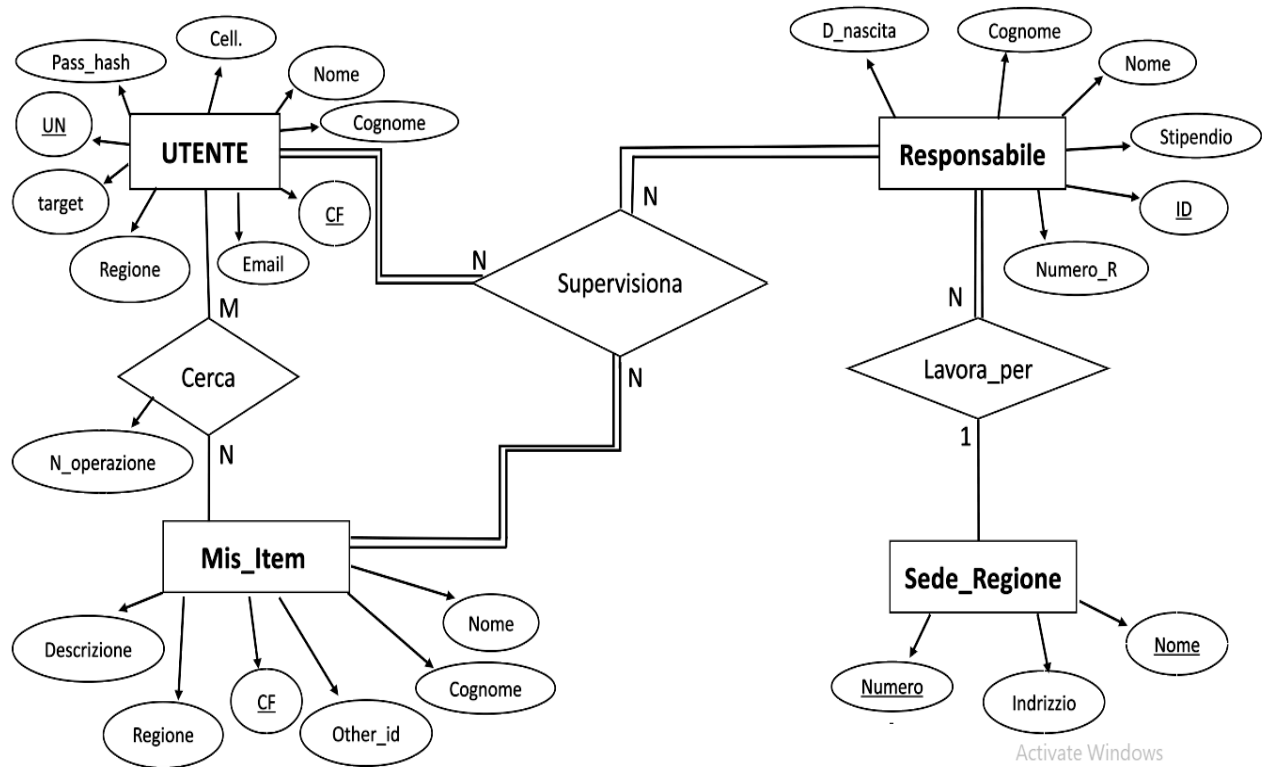 Cell.
Pass_hash
Nome
UN
Cognome
UTENTE
target
CF
Regione
Email
D_nascita
Cognome
Nome
Stipendio
Responsabile
ID
Numero_R
N
N
Supervisiona
N
M
Cerca
N_operazione
N
N
Lavora_per
1
Mis_Item
Descrizione
Regione
CF
Other_id
Cognome
Nome
Sede_Regione
Numero
Indrizzio
Nome
Activate Windows